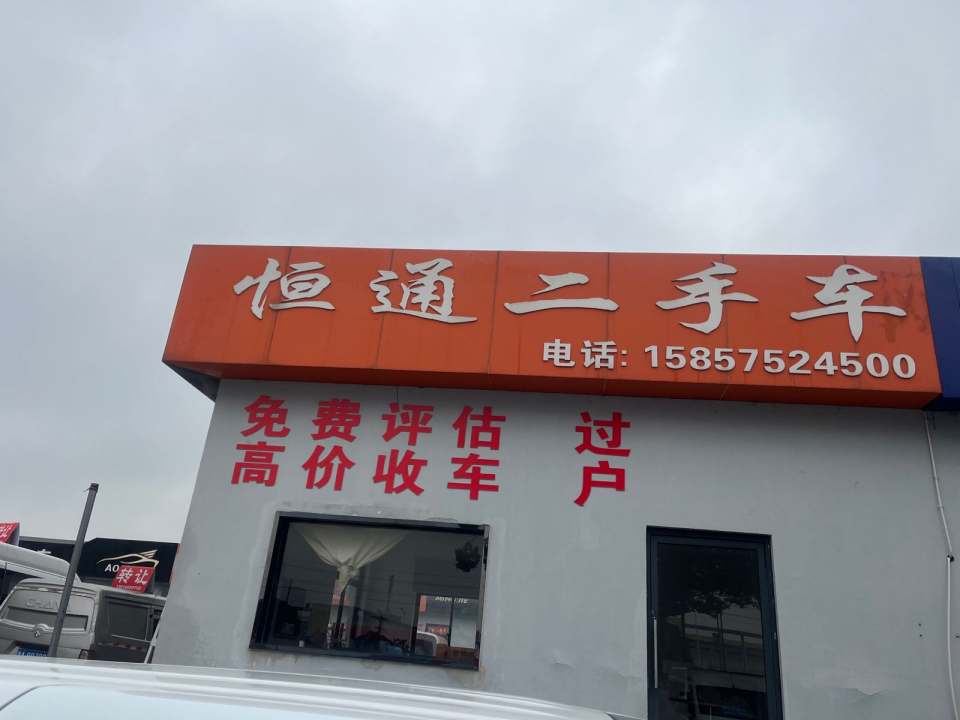 恒通二手车
电话: 15857524500
免费评估 过
高价收车 户
AO
转让